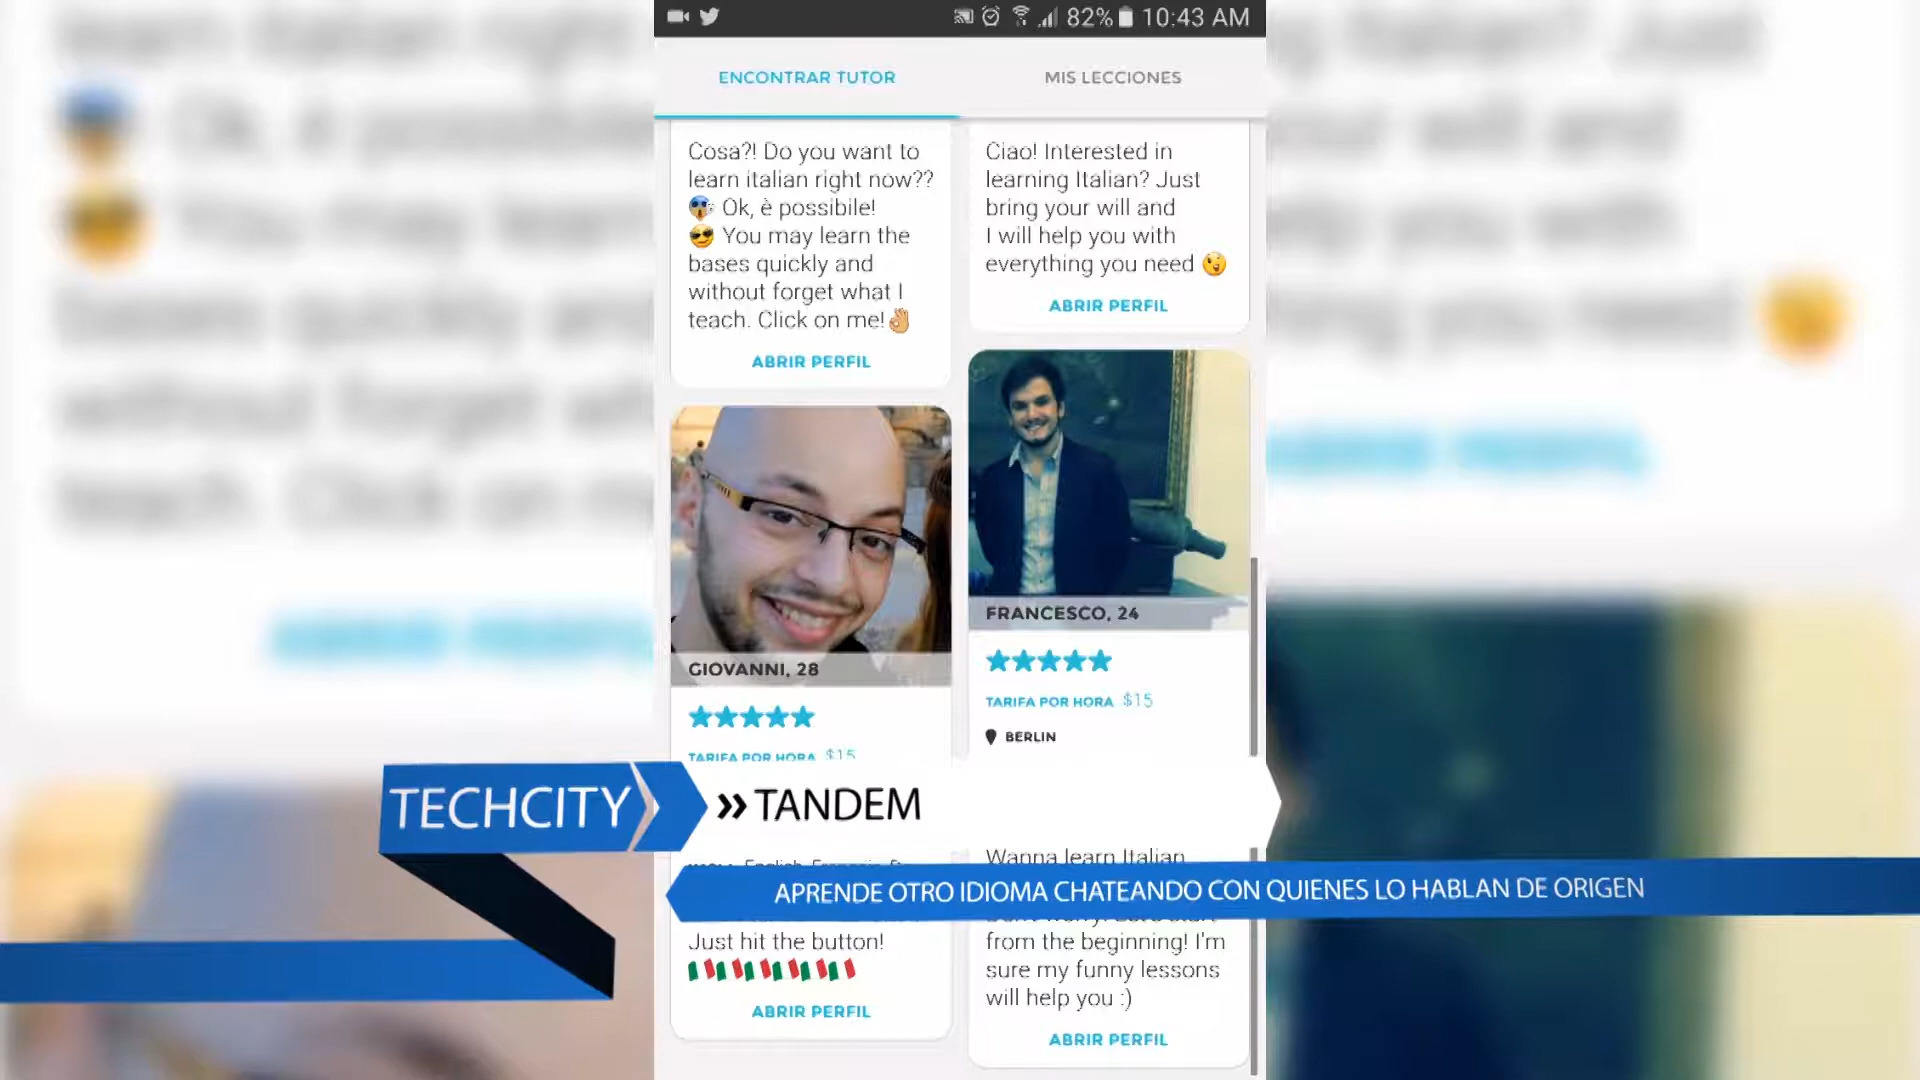 82% 10:43 AM
ENCONTRAR TUTOR
MIS LECCIONES
Cosa?! Do you want to
learn italian right now??
😱 Ok, è possibile!
😎 You may learn the
bases quickly and
without forget what I
teach. Click on me!👌
ABRIR PERFIL
GIOVANNI, 28
TARIFA POR HORA $15
English, Français,
Just hit the button!
ABRIR PERFIL
Ciao! Interested in
learning Italian? Just
bring your will and
I will help you with
everything you need 😉
ABRIR PERFIL
FRANCESCO, 24
TARIFA POR HORA $15
BERLIN
Wanna learn Italian
from the beginning! I'm
sure my funny lessons
will help you :)
ABRIR PERFIL
TECHCITY
» TANDEM
APRENDE OTRO IDIOMA CHATEANDO CON QUIENES LO HABLAN DE ORIGEN